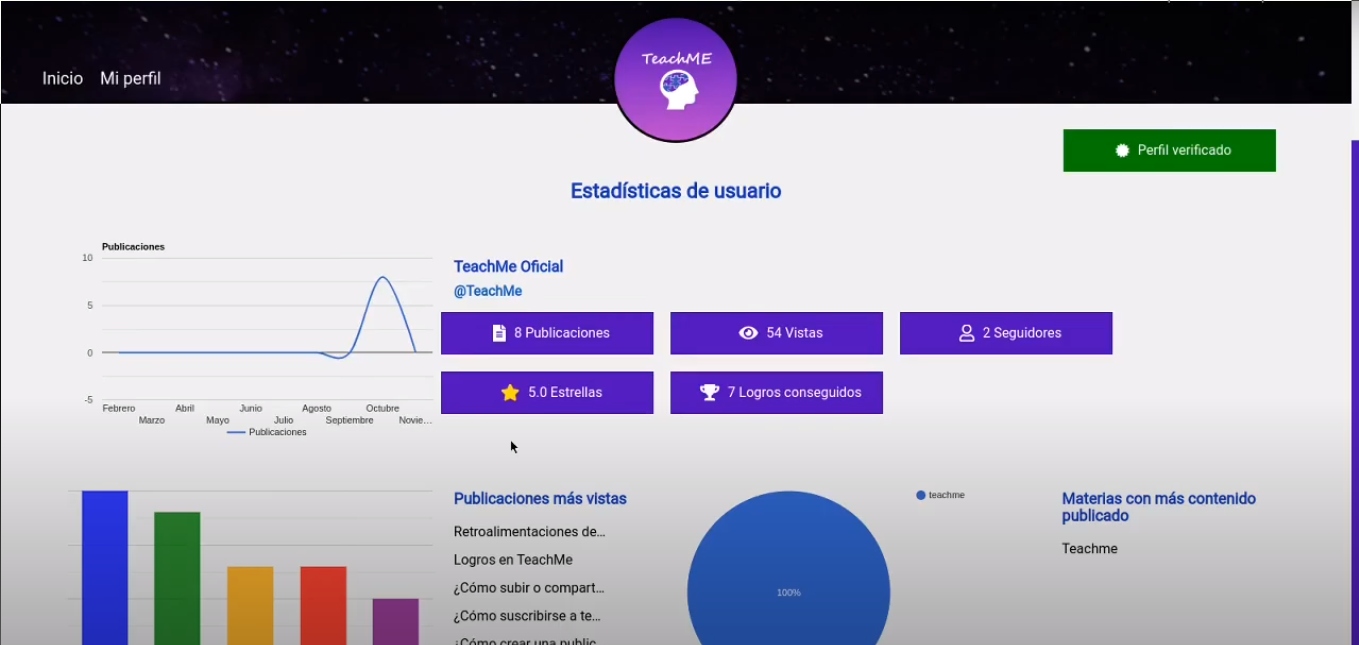 Inicio Mi perfil
TeachME
Perfil verificado
Estadísticas de usuario
Publicaciones
10
5
0
-5
Febrero
Marzo
Abril
Mayo
Junio
Julio
Agosto
Septiembre
Octubre
Novie...
Publicaciones
TeachMe Oficial
@TeachMe
8 Publicaciones
54 Vistas
2 Seguidores
5.0 Estrellas
7 Logros conseguidos
Publicaciones más vistas
Retroalimentaciones de...
Logros en TeachMe
¿Cómo subir o compart...
¿Cómo suscribirse a te...
¿Cómo crear una public...
teachme
100%
Materias con más contenido
publicado
Teachme